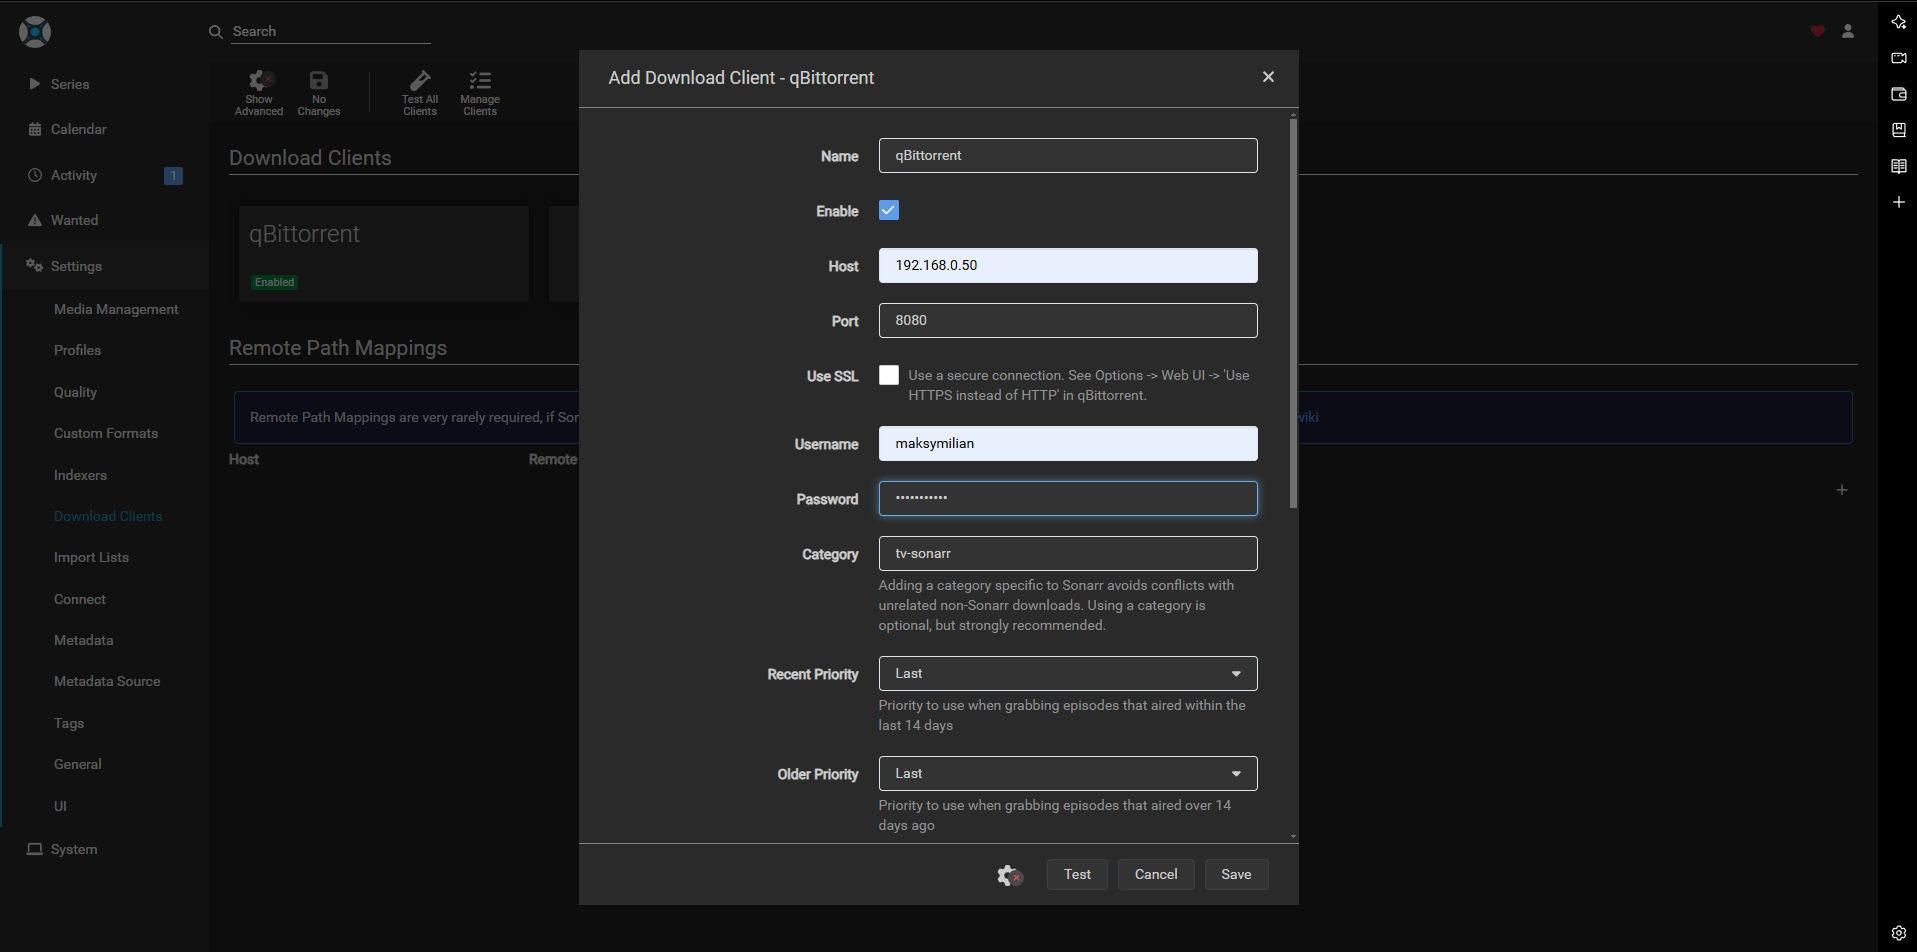 Search
Series
Calendar
Activity
1
Wanted
Settings
Media Management
Profiles
Quality
Custom Formats
Indexers
Download Clients
Import Lists
Connect
Metadata
Metadata Source
Tags
General
UI
System
Show
Advanced
No
Changes
Test All
Clients
Manage
Clients
Download Clients
qBittorrent
Enabled
Remote Path Mappings
Remote Path Mappings are very rarely required, if Son
wiki
Host
Remote
Add Download Client - qBittorrent
Name
qBittorrent
Enable
Host
192.168.0.50
Port
8080
Use SSL
Use a secure connection. See Options -> Web UI -> 'Use
HTTPS instead of HTTP' in qBittorrent.
Username
maksymilian
Password
•••••••••••
Category
tv-sonarr
Adding a category specific to Sonarr avoids conflicts with
unrelated non-Sonarr downloads. Using a category is
optional, but strongly recommended.
Recent Priority
Last
Priority to use when grabbing episodes that aired within the
last 14 days
Older Priority
Last
Priority to use when grabbing episodes that aired over 14
days ago
Test
Cancel
Save